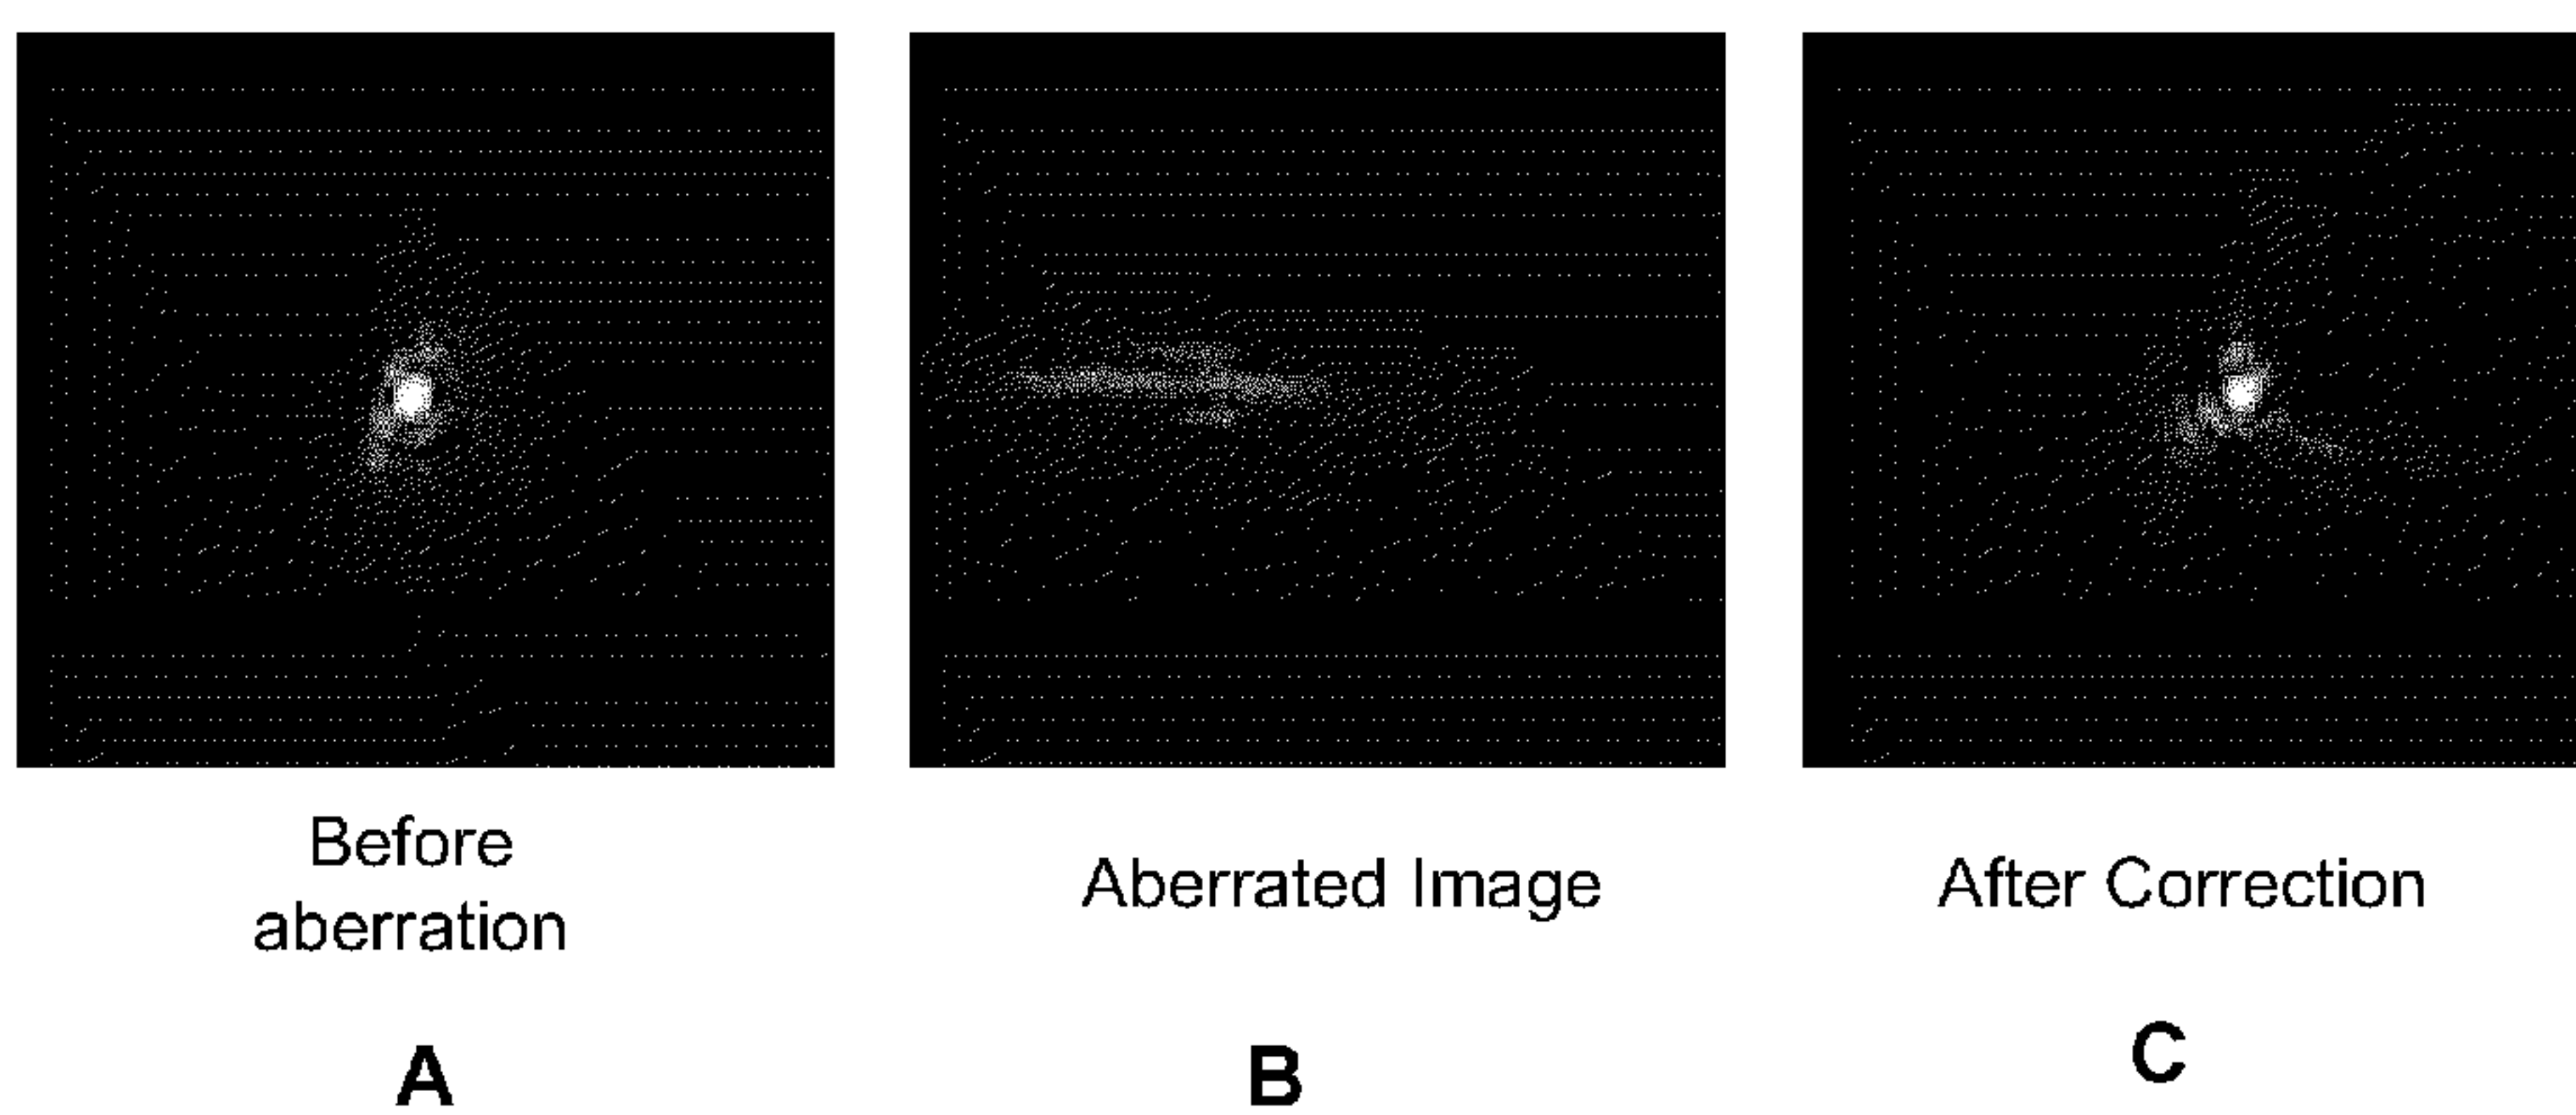 Before
aberration
A
Aberrated Image
B
After Correction
C